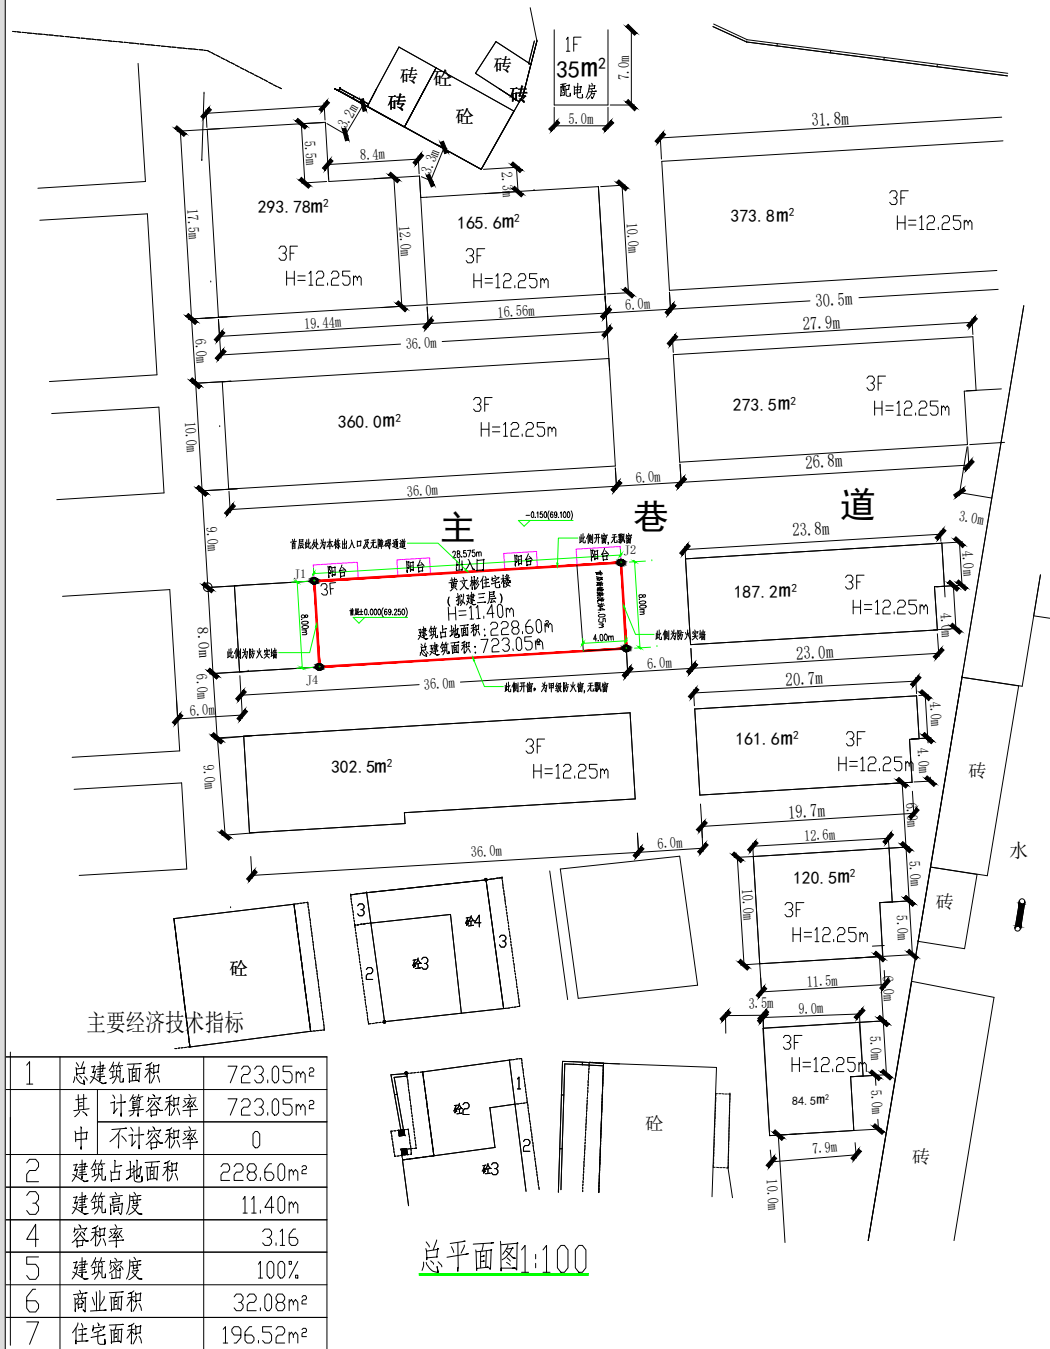 1F
35m²
配电房
7.0m
5.0m
砖
砼
砖
砖
砖
砼
3.2m
3.3m
2.3m
5.5m
8.4m
31.8m
17.5m
293.78m²
3F
H=12.25m
12.0m
165.6m²
3F
H=12.25m
10.0m
373.8m²
3F
H=12.25m
6.0m
30.5m
19.44m
16.56m
36.0m
27.9m
6.0m
360.0m²
3F
H=12.25m
10.0m
273.5m²
3F
H=12.25m
26.8m
36.0m
6.0m
3.0m
主巷道
-0.150(69.100)
9.0m
首层此处为本栋出入口及无障碍通道
28.575m
此侧开窗,无飘窗
J1
J2
阳台
阳台
出入口
阳台
阳台
3F
黄文彬住宅楼
(拟建三层)
H=11.40m
建筑占地面积:228.60㎡
总建筑面积:723.05㎡
首层±0.000(69.250)
8.00m
8.00m
4.00m
此侧为防火实墙
此侧为防火实墙
J4
此侧开窗。为甲级防火窗,无飘窗
8.0m
36.0m
6.0m
6.0m
6.0m
23.8m
187.2m²
3F
H=12.25m
4.0m
4.0m
23.0m
20.7m
161.6m²
3F
H=12.25m
4.0m
4.0m
19.7m
302.5m²
3F
H=12.25m
9.0m
36.0m
6.0m
6.0m
12.6m
120.5m²
3F
H=12.25m
10.0m
5.0m
5.0m
11.5m
6.0m
3.5m
9.0m
3F
H=12.25m
84.5m²
5.0m
5.0m
7.9m
10.0m
砖
水
砖
砖
砼
3
2
砼3
砼4
3
砼2
1
2
砼3
砼
主要经济技术指标
1 总建筑面积 723.05m²
其中 计算容积率 723.05m²
不计容积率 0
2 建筑占地面积 228.60m²
3 建筑高度 11.40m
4 容积率 3.16
5 建筑密度 100%
6 商业面积 32.08m²
7 住宅面积 196.52m²
总平面图1:100